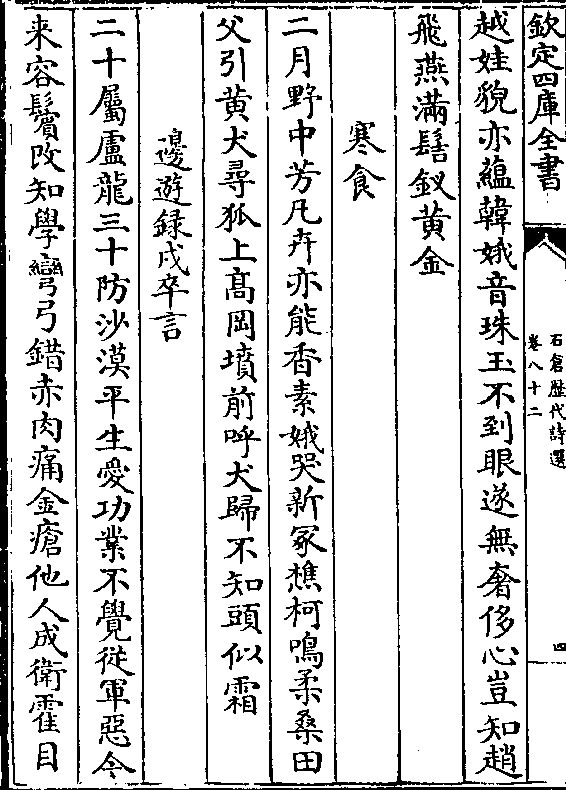 欽定四庫全書
石倉歴代詩選
卷八十二
四
越娃貌亦蘊韓娥音珠玉不到眼遂無奢侈心豈知趙
飛燕滿髻釵黄金
寒食
二月野中芳凡卉亦能香素娥哭新冢樵柯鳴柔桑田
父引黄犬尋狐上髙岡墳前呼犬歸不知頭似霜
邊遊録戍卒言
二十屬盧龍三十防沙漠平生愛功業不覺從軍惡今
来容鬢改知學彎弓錯赤肉痛金瘡他人成衛霍目